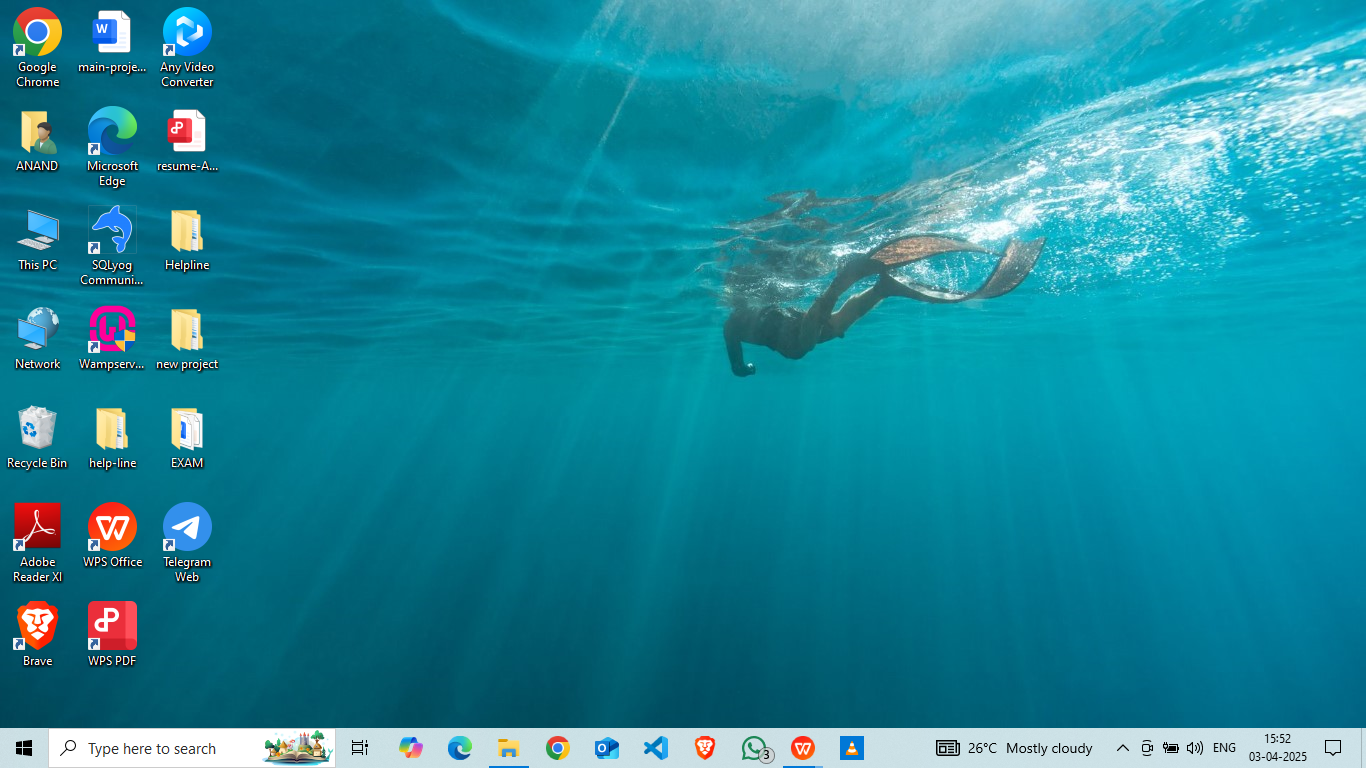 Google
Chrome
main-proje...
Any Video
Converter
ANAND
Microsoft
Edge
resume-A...
This PC
SQLyog
Communi...
Helpline
Network
Wampserv...
new project
Recycle Bin
help-line
EXAM
Adobe
Reader XI
WPS Office
Telegram
Web
Brave
WPS PDF
Type here to search
3
26°C Mostly cloudy
ENG
15:52
03-04-2025